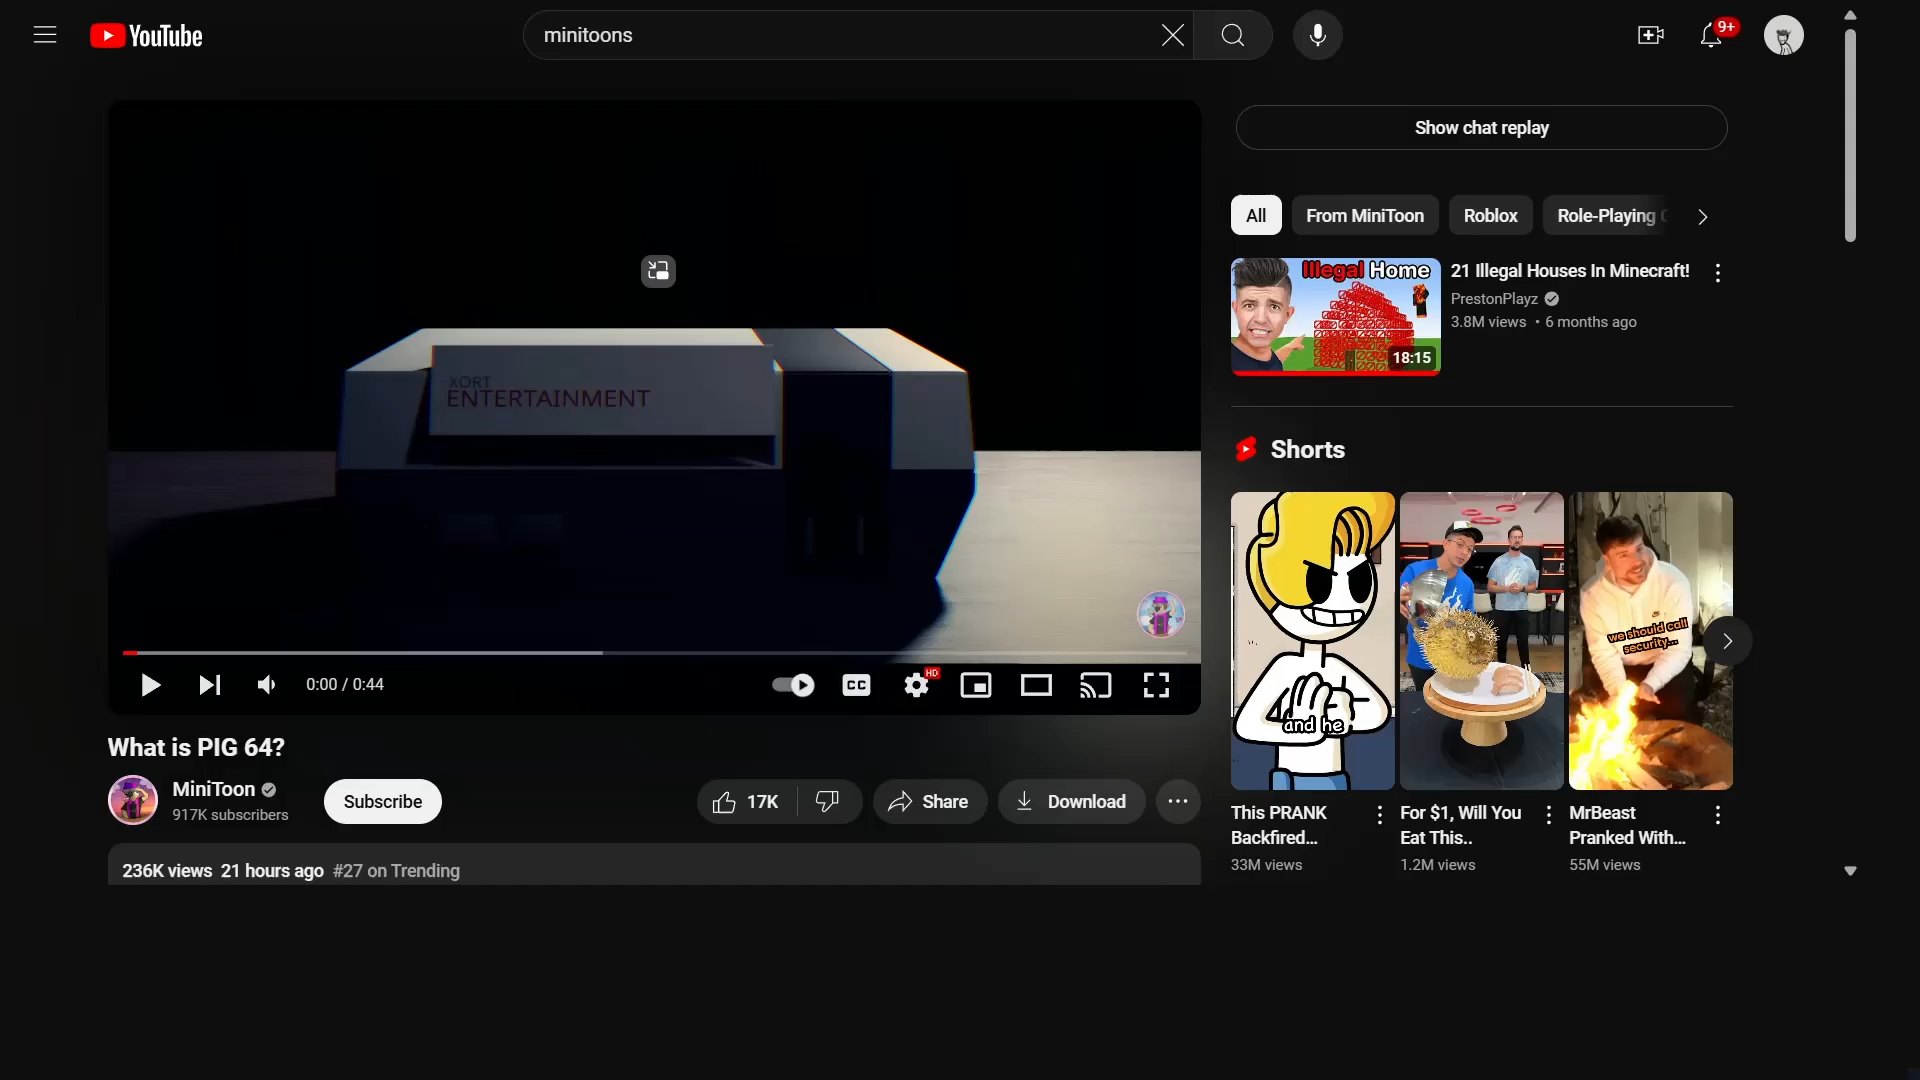 YouTube
minitoons
9+
Show chat replay
All
From MiniToon
Roblox
Role-Playing
Illegal Home
18:15
21 Illegal Houses In Minecraft!
PrestonPlayz
3.8M views • 6 months ago
XORT
ENTERTAINMENT
Shorts
and he
we should call
security...
0:00 / 0:44
CC
HD
What is PIG 64?
MiniToon
917K subscribers
Subscribe
17K
Share
Download
236K views 21 hours ago #27 on Trending
This PRANK
Backfired...
33M views
For $1, Will You
Eat This..
1.2M views
MrBeast
Pranked With...
55M views